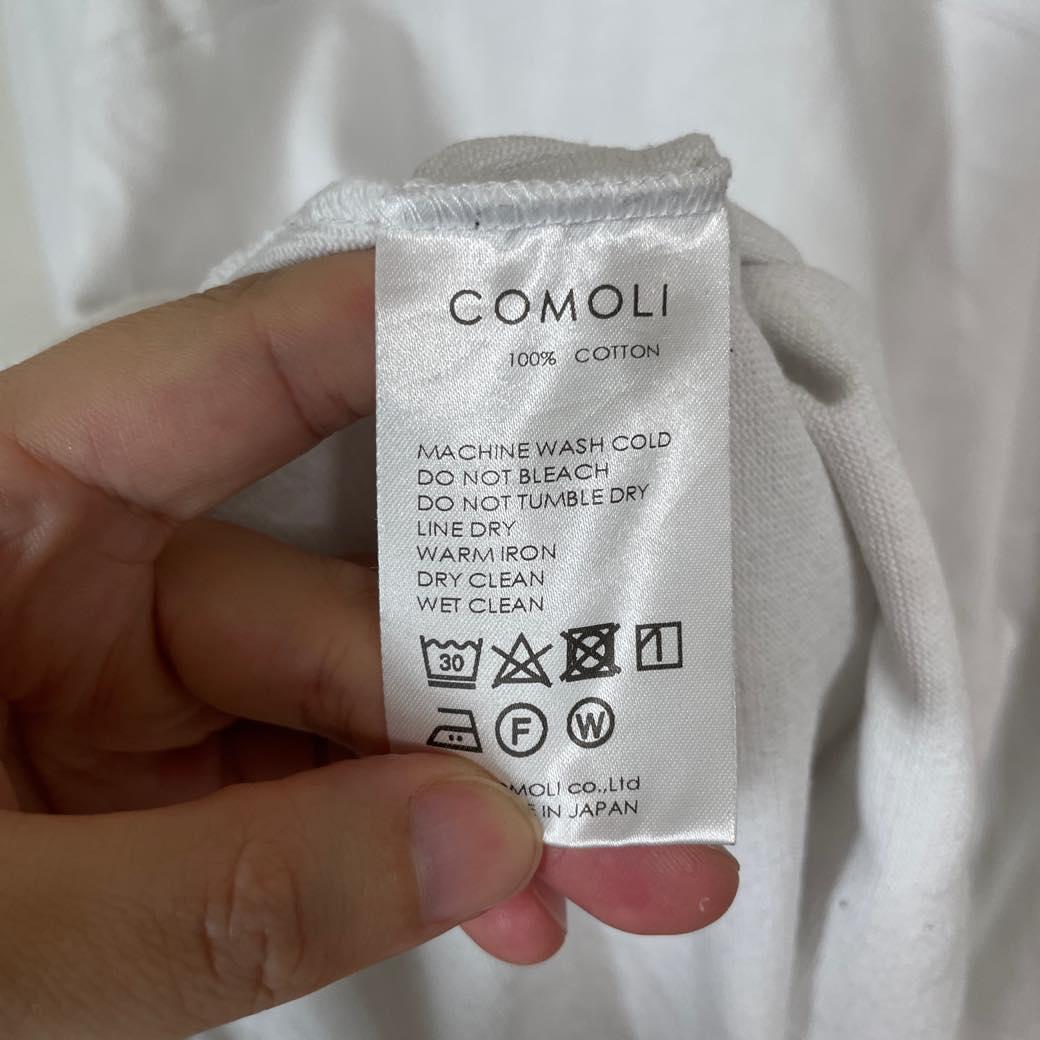 COMOLI
100% COTTON
MACHINE WASH COLD
DO NOT BLEACH
DO NOT TUMBLE DRY
LINE DRY
WARM IRON
DRY CLEAN
WET CLEAN
30
F W
OMOLI co.,Ltd
E IN JAPAN